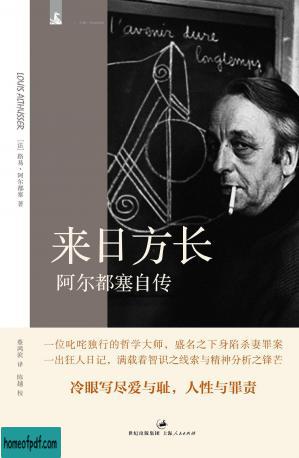 l'avenir dure
longtemps
LOUIS ALTHUSSER
[法] 路易·阿尔都塞 著
来日方长
阿尔都塞自传
蔡鸿滨 译 陈越 校
一位叱咤独行的哲学大师，盛名之下身陷杀妻罪案
一出狂人日记，满载着智识之线索与精神分析之锋芒
冷眼写尽爱与耻，人性与罪责
世纪出版集团 上海人民出版社
homeofpdf.com